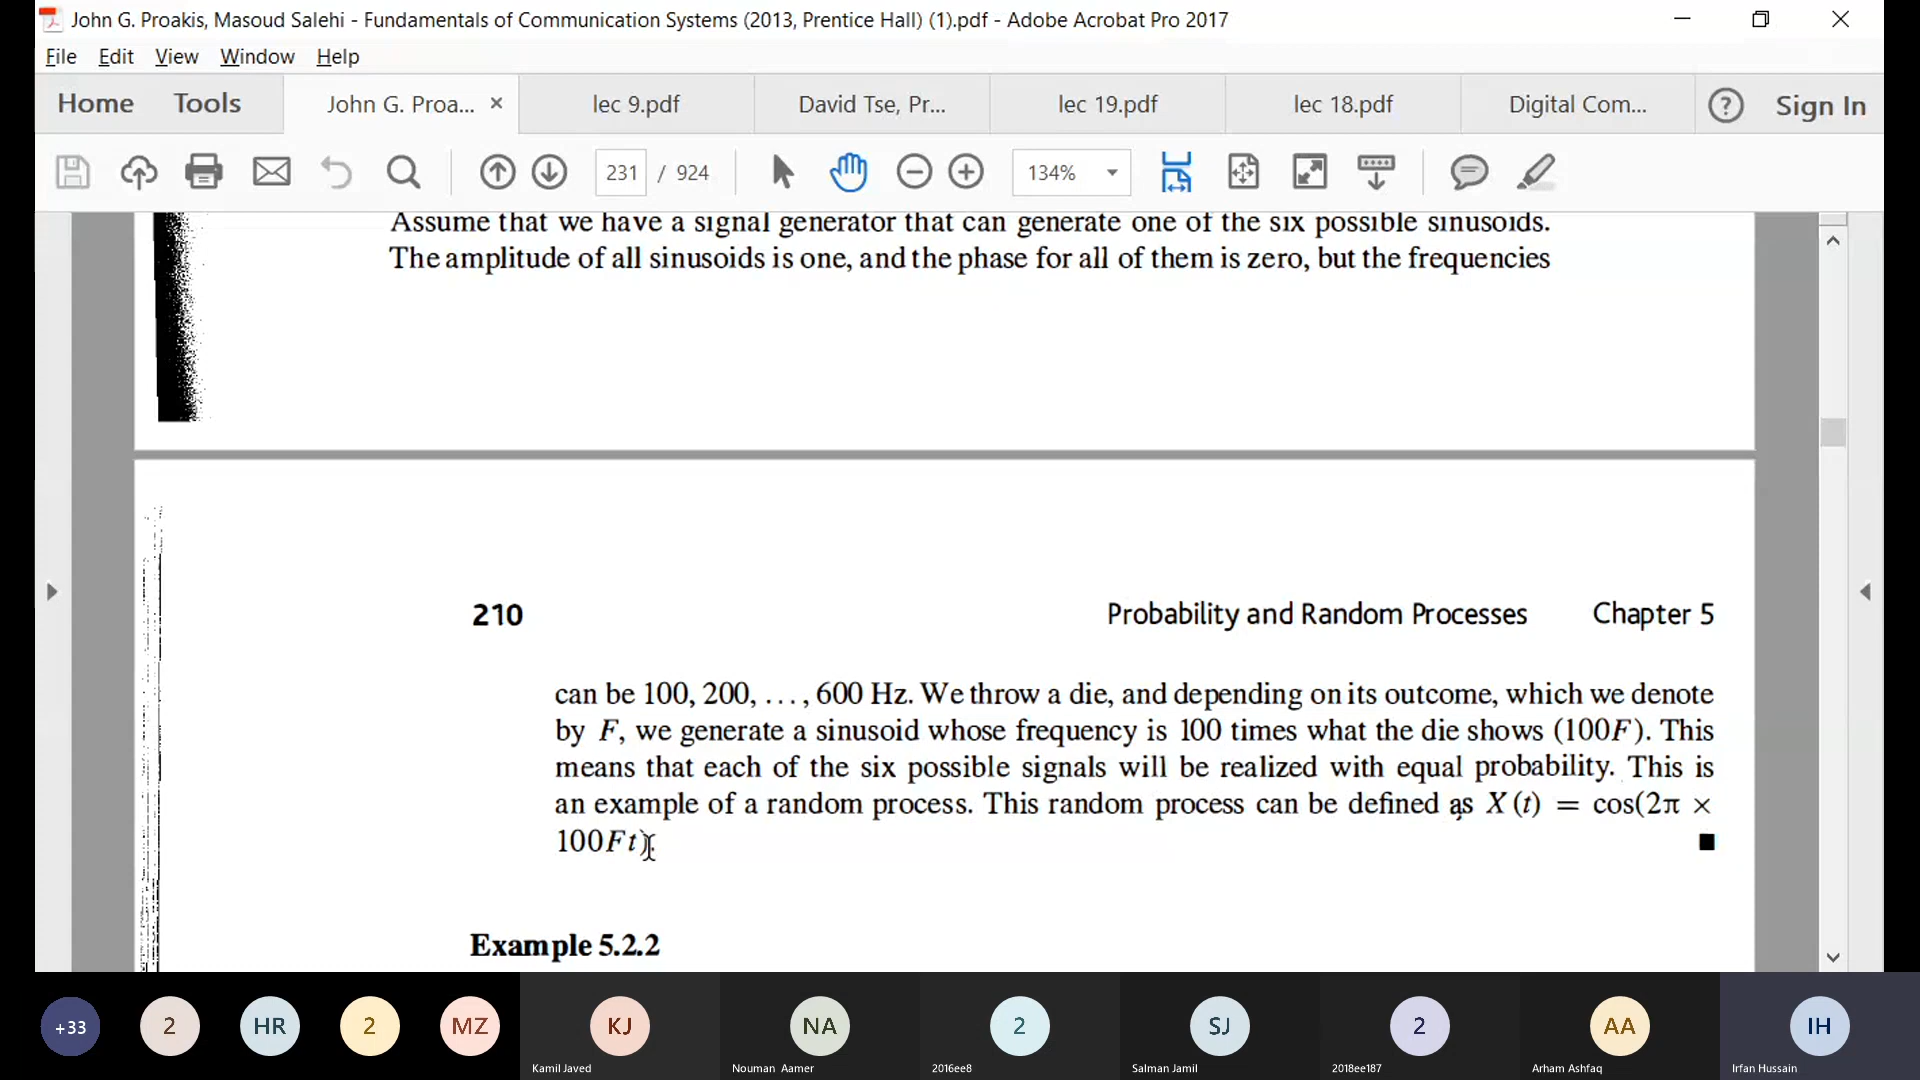 John G. Proakis, Masoud Salehi - Fundamentals of Communication Systems (2013, Prentice Hall) (1).pdf - Adobe Acrobat Pro 2017
File Edit View Window Help
Home Tools John G. Proa... × lec 9.pdf David Tse, Pr... lec 19.pdf lec 18.pdf Digital Com... ? Sign In
231 / 924 134%
Assume that we have a signal generator that can generate one of the six possible sinusoids.
The amplitude of all sinusoids is one, and the phase for all of them is zero, but the frequencies
210 Probability and Random Processes Chapter 5
can be 100, 200, ..., 600 Hz. We throw a die, and depending on its outcome, which we denote
by F, we generate a sinusoid whose frequency is 100 times what the die shows (100F). This
means that each of the six possible signals will be realized with equal probability. This is
an example of a random process. This random process can be defined as X(t) = cos(2π ×
100Ft).
Example 5.2.2
+33 2 HR 2 MZ KJ NA 2 SJ 2 AA IH
Kamil Javed Nouman Aamer 2016ee8 Salman Jamil 2018ee187 Arham Ashfaq Irfan Hussain